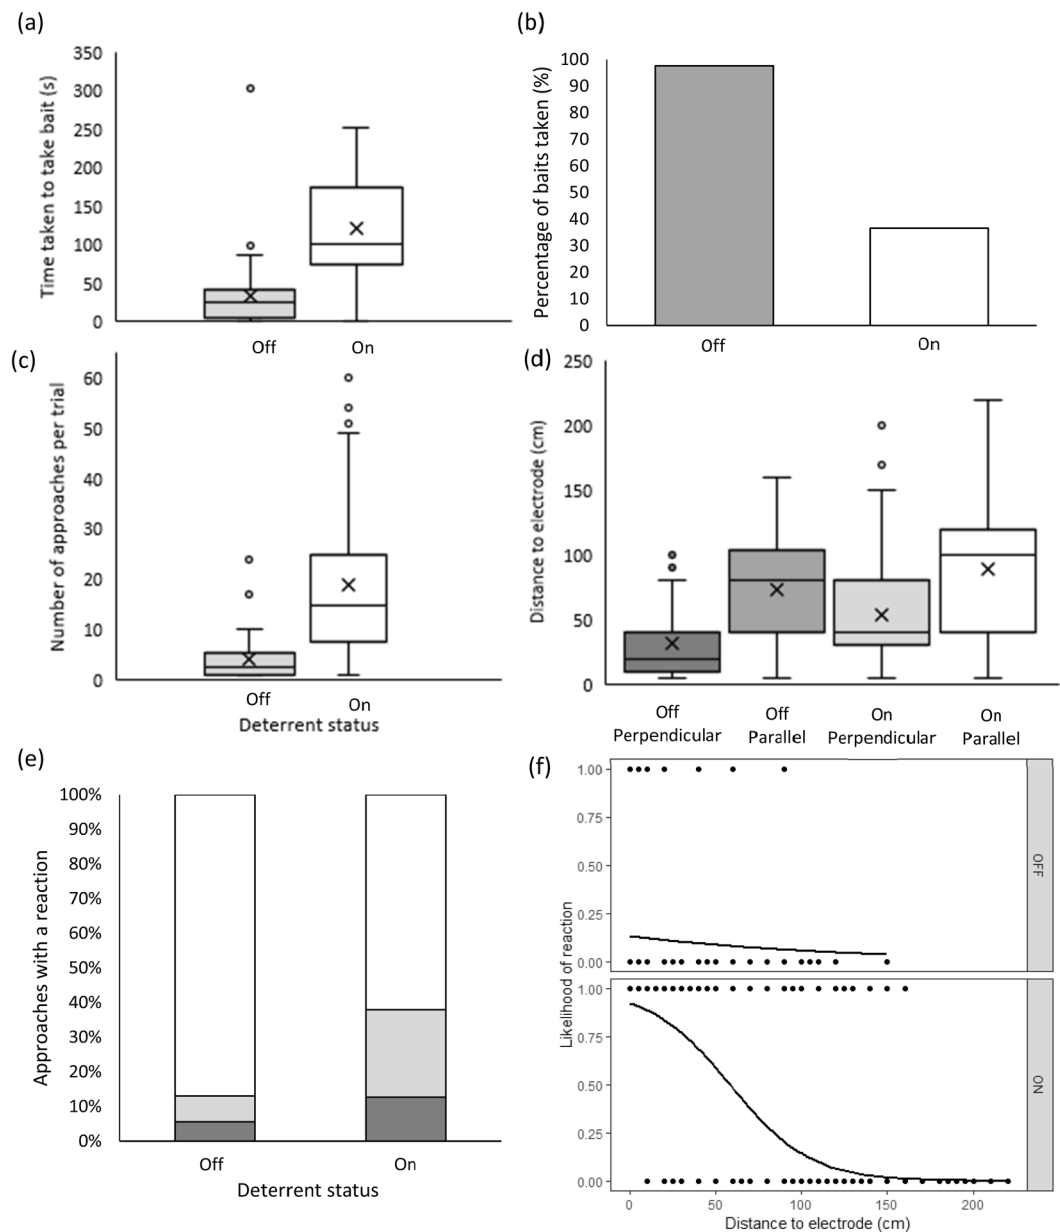 (a)
Time taken to take bait (s)
350
300
250
200
150
100
50
0
Off
On
(b)
Percentage of baits taken (%)
100
90
80
70
60
50
40
30
20
10
0
Off
On
(c)
Number of approaches per trial
60
50
40
30
20
10
0
Off
On
Deterrent status
(d)
Distance to electrode (cm)
250
200
150
100
50
0
Off
Perpendicular
Off
Parallel
On
Perpendicular
On
Parallel
(e)
Approaches with a reaction
100%
90%
80%
70%
60%
50%
40%
30%
20%
10%
0%
Off
On
Deterrent status
(f)
Likelihood of reaction
1.00
0.75
0.50
0.25
0.00
OFF
1.00
0.75
0.50
0.25
0.00
ON
0
50
100
150
200
Distance to electrode (cm)